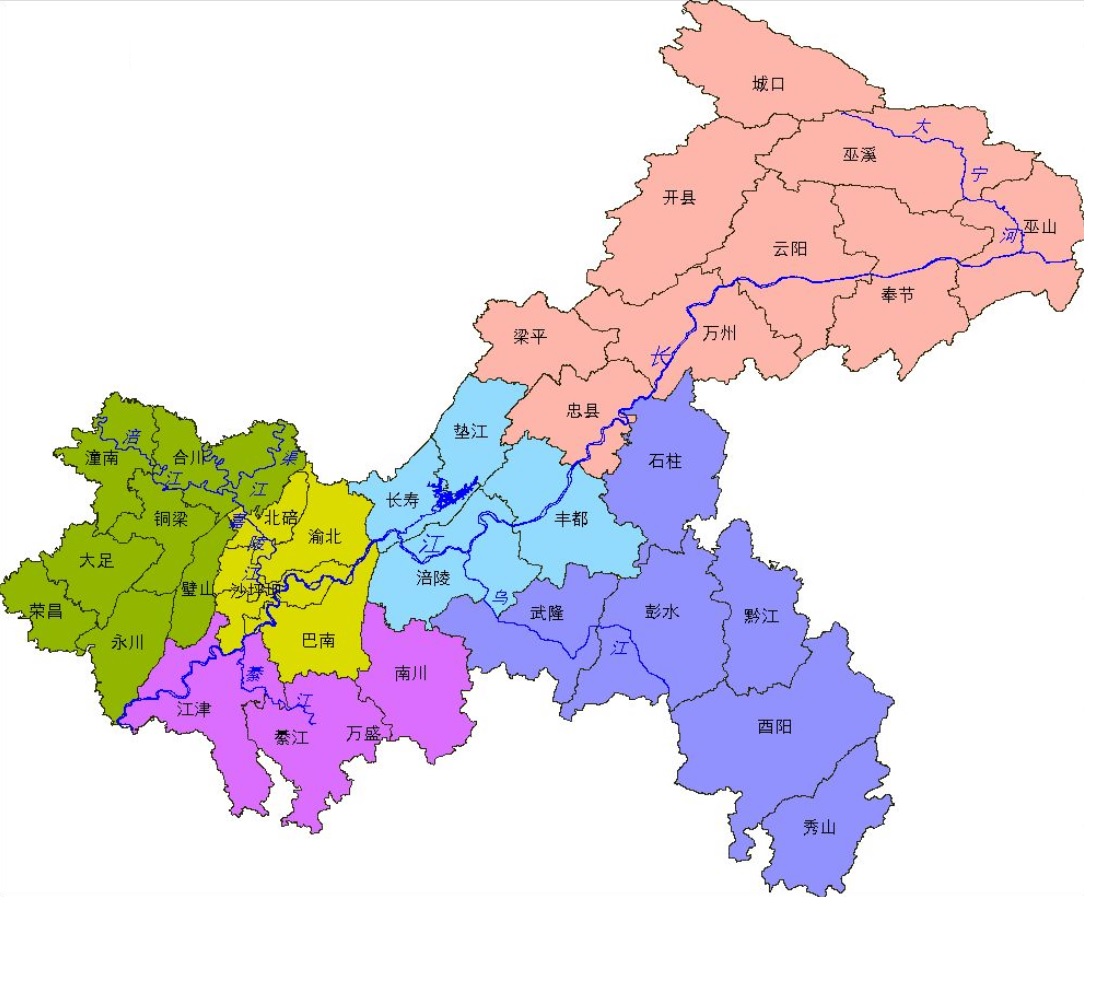 城口
大
巫溪
宁
开县
巫山
河
云阳
奉节
万州
梁平
长
忠县
垫江
石柱
涪
潼南
合川
渠
江
江
长寿
铜梁
嘉
北碚
丰都
渝北
陵
江
大足
江
涪陵
璧山
沙坪坝
乌
荣昌
武隆
彭水
黔江
永川
巴南
江
綦
南川
江
江津
綦江
万盛
酉阳
秀山